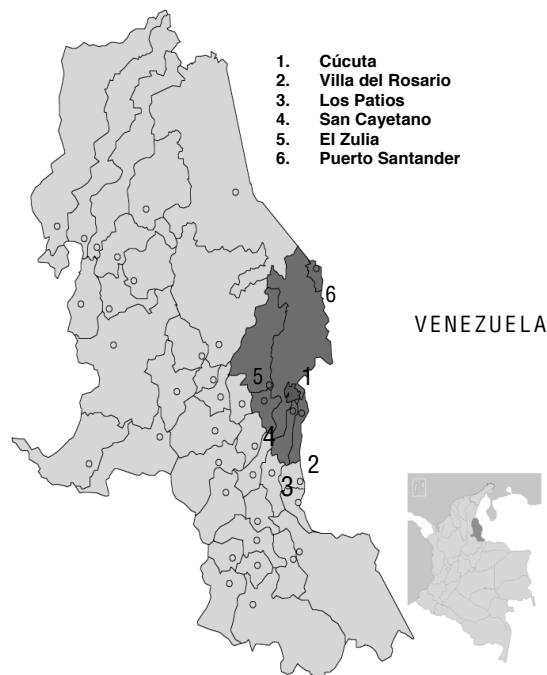 1. Cúcuta
2. Villa del Rosario
3. Los Patios
4. San Cayetano
5. El Zulia
6. Puerto Santander
6
VENEZUELA
5
1
4
2
3